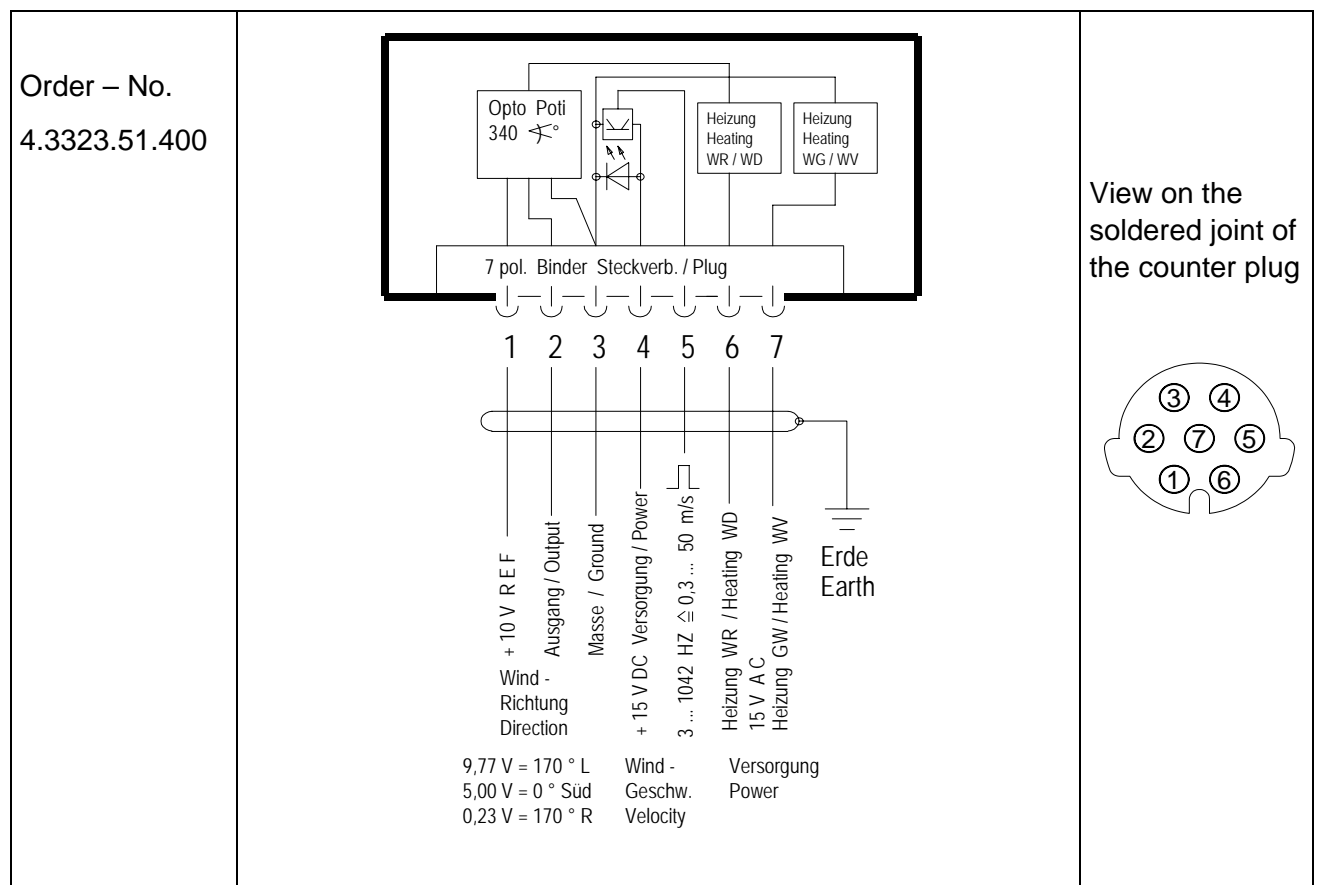 Order – No.
4.3323.51.400
Opto Poti
340 ∢°
Heizung
Heating
WR / WD
Heizung
Heating
WG / WV
7 pol. Binder Steckverb. / Plug
1 2 3 4 5 6 7
+ 10 V R E F
Ausgang / Output
Masse / Ground
+ 15 V DC Versorgung / Power
3 ... 1042 HZ ≙ 0,3 ... 50 m/s
Heizung WR / Heating WD
15 V A C
Heizung GW / Heating WV
Erde
Earth
Wind -
Richtung
Direction
9,77 V = 170 ° L
5,00 V = 0 ° Süd
0,23 V = 170 ° R
Wind -
Geschw.
Velocity
Versorgung
Power
View on the
soldered joint of
the counter plug
3 4
2 7 5
1 6